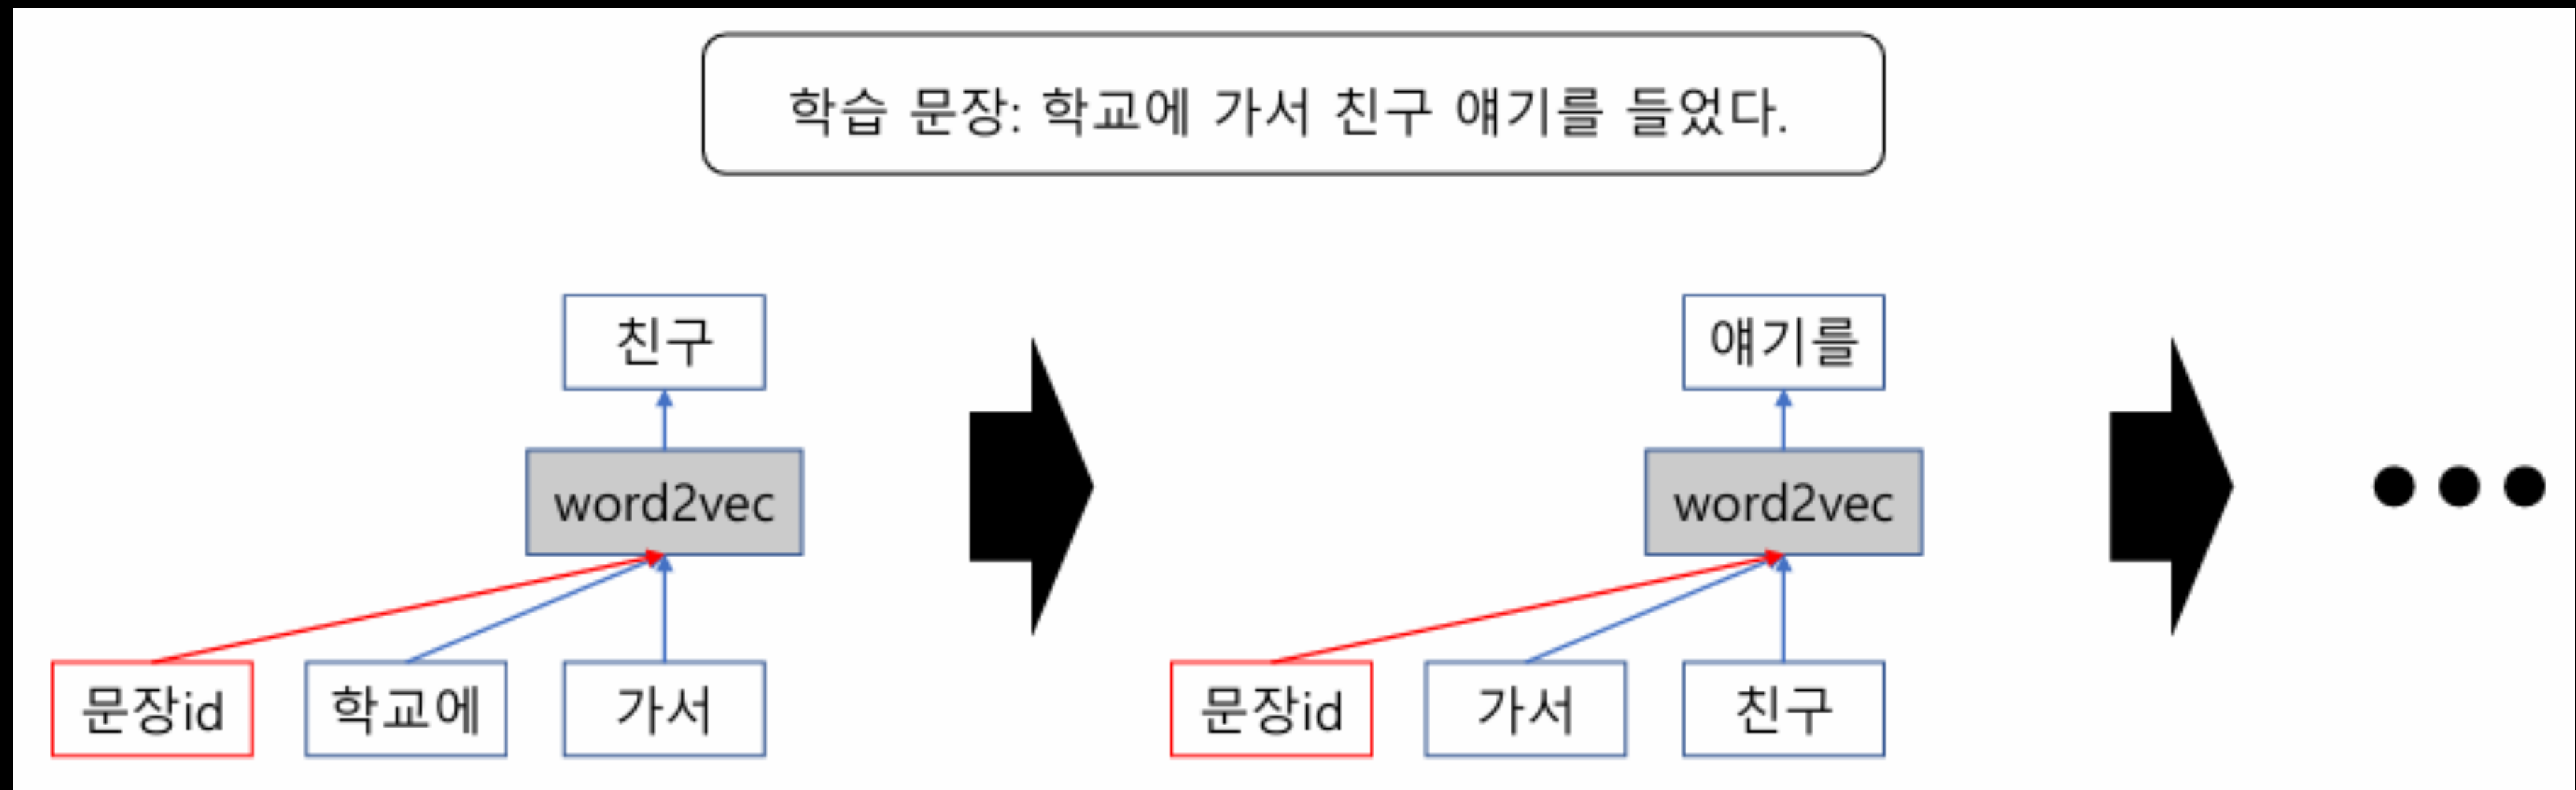 학습 문장: 학교에 가서 친구 얘기를 들었다.
친구
word2vec
문장id
학교에
가서
얘기를
word2vec
문장id
가서
친구